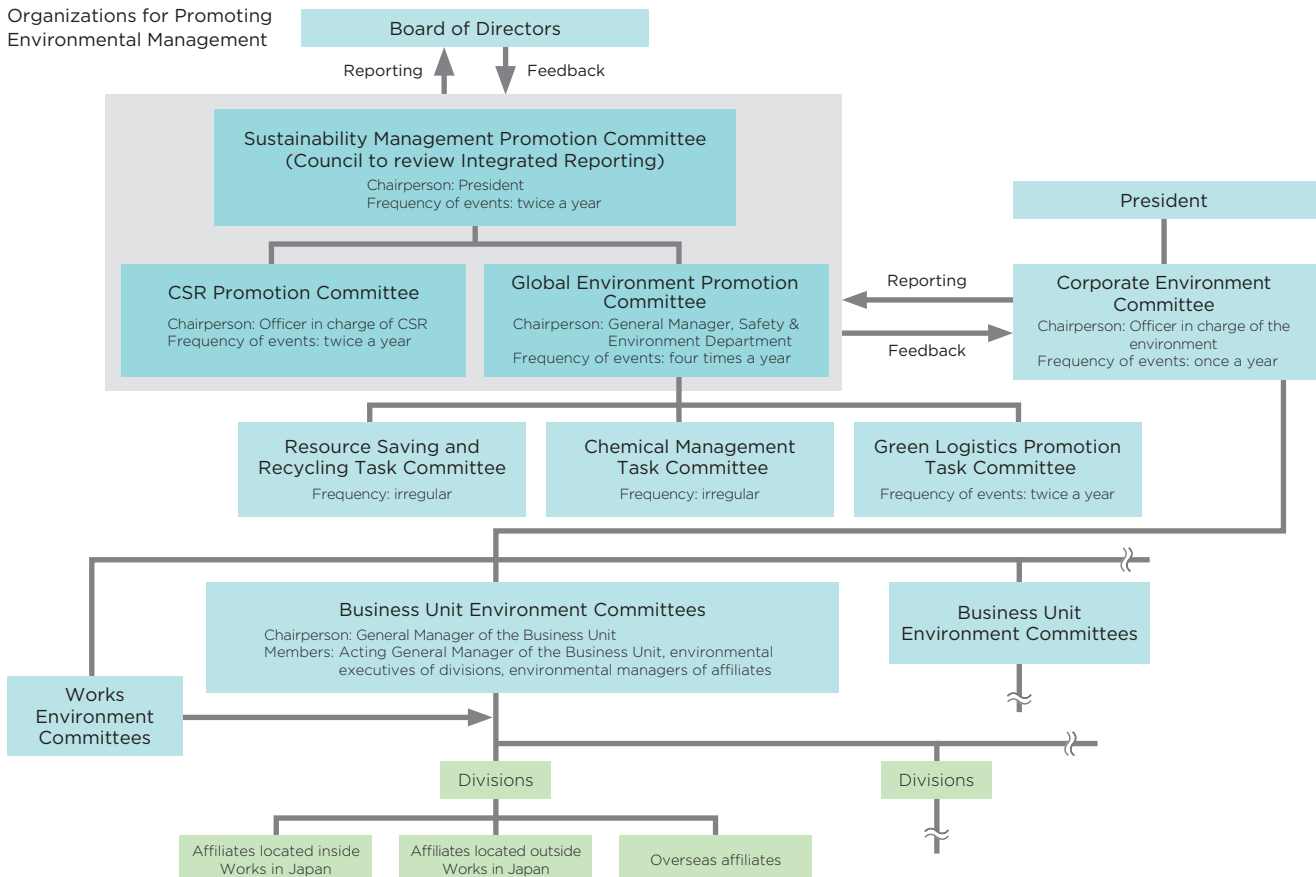 Organizations for Promoting
Environmental Management
Board of Directors
Reporting
Feedback
Sustainability Management Promotion Committee
(Council to review Integrated Reporting)
Chairperson: President
Frequency of events: twice a year
President
CSR Promotion Committee
Chairperson: Officer in charge of CSR
Frequency of events: twice a year
Global Environment Promotion
Committee
Chairperson: General Manager, Safety &
Environment Department
Frequency of events: four times a year
Reporting
Feedback
Corporate Environment
Committee
Chairperson: Officer in charge of the
environment
Frequency of events: once a year
Resource Saving and
Recycling Task Committee
Frequency: irregular
Chemical Management
Task Committee
Frequency: irregular
Green Logistics Promotion
Task Committee
Frequency of events: twice a year
Business Unit Environment Committees
Chairperson: General Manager of the Business Unit
Members: Acting General Manager of the Business Unit, environmental
executives of divisions, environmental managers of affiliates
Business Unit
Environment Committees
Works
Environment
Committees
Divisions
Divisions
Affiliates located inside
Works in Japan
Affiliates located outside
Works in Japan
Overseas affiliates